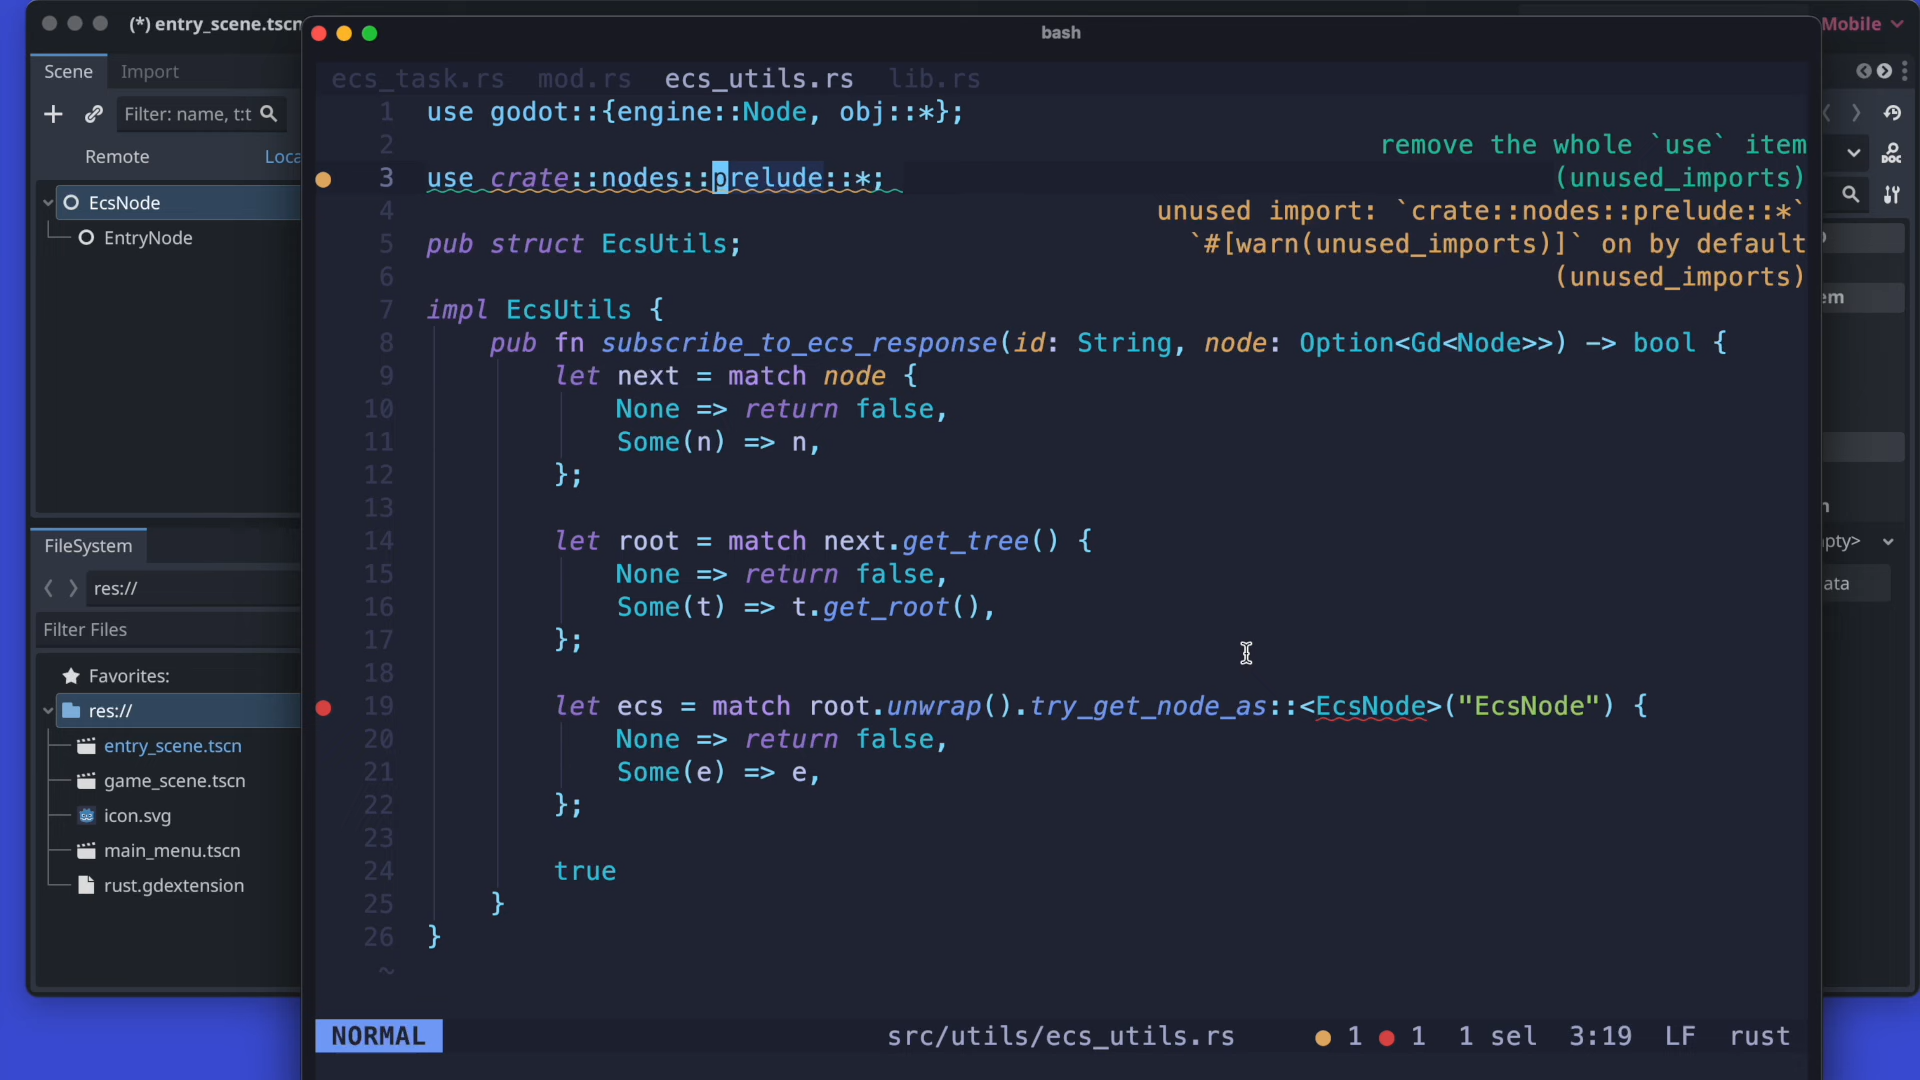 (*) entry_scene.tscn
Scene
Import
Filter: name, t:t
Remote
Loca
EcsNode
EntryNode
FileSystem
res://
Filter Files
Favorites:
res://
entry_scene.tscn
game_scene.tscn
icon.svg
main_menu.tscn
rust.gdextension
bash
ecs_task.rs mod.rs ecs_utils.rs lib.rs
1 use godot::{engine::Node, obj::*};
2 remove the whole `use` item
3 use crate::nodes::prelude::*; (unused_imports)
4 unused import: `crate::nodes::prelude::*`
5 pub struct EcsUtils; `#[warn(unused_imports)]` on by default
6 (unused_imports)
7 impl EcsUtils {
8 pub fn subscribe_to_ecs_response(id: String, node: Option<Gd<Node>>) -> bool {
9 let next = match node {
10 None => return false,
11 Some(n) => n,
12 };
13
14 let root = match next.get_tree() {
15 None => return false,
16 Some(t) => t.get_root(),
17 };
18
19 let ecs = match root.unwrap().try_get_node_as::<EcsNode>("EcsNode") {
20 None => return false,
21 Some(e) => e,
22 };
23
24 true
25 }
26 }
~
NORMAL src/utils/ecs_utils.rs 1 1 1 sel 3:19 LF rust
Mobile
em
n
pty>
ata